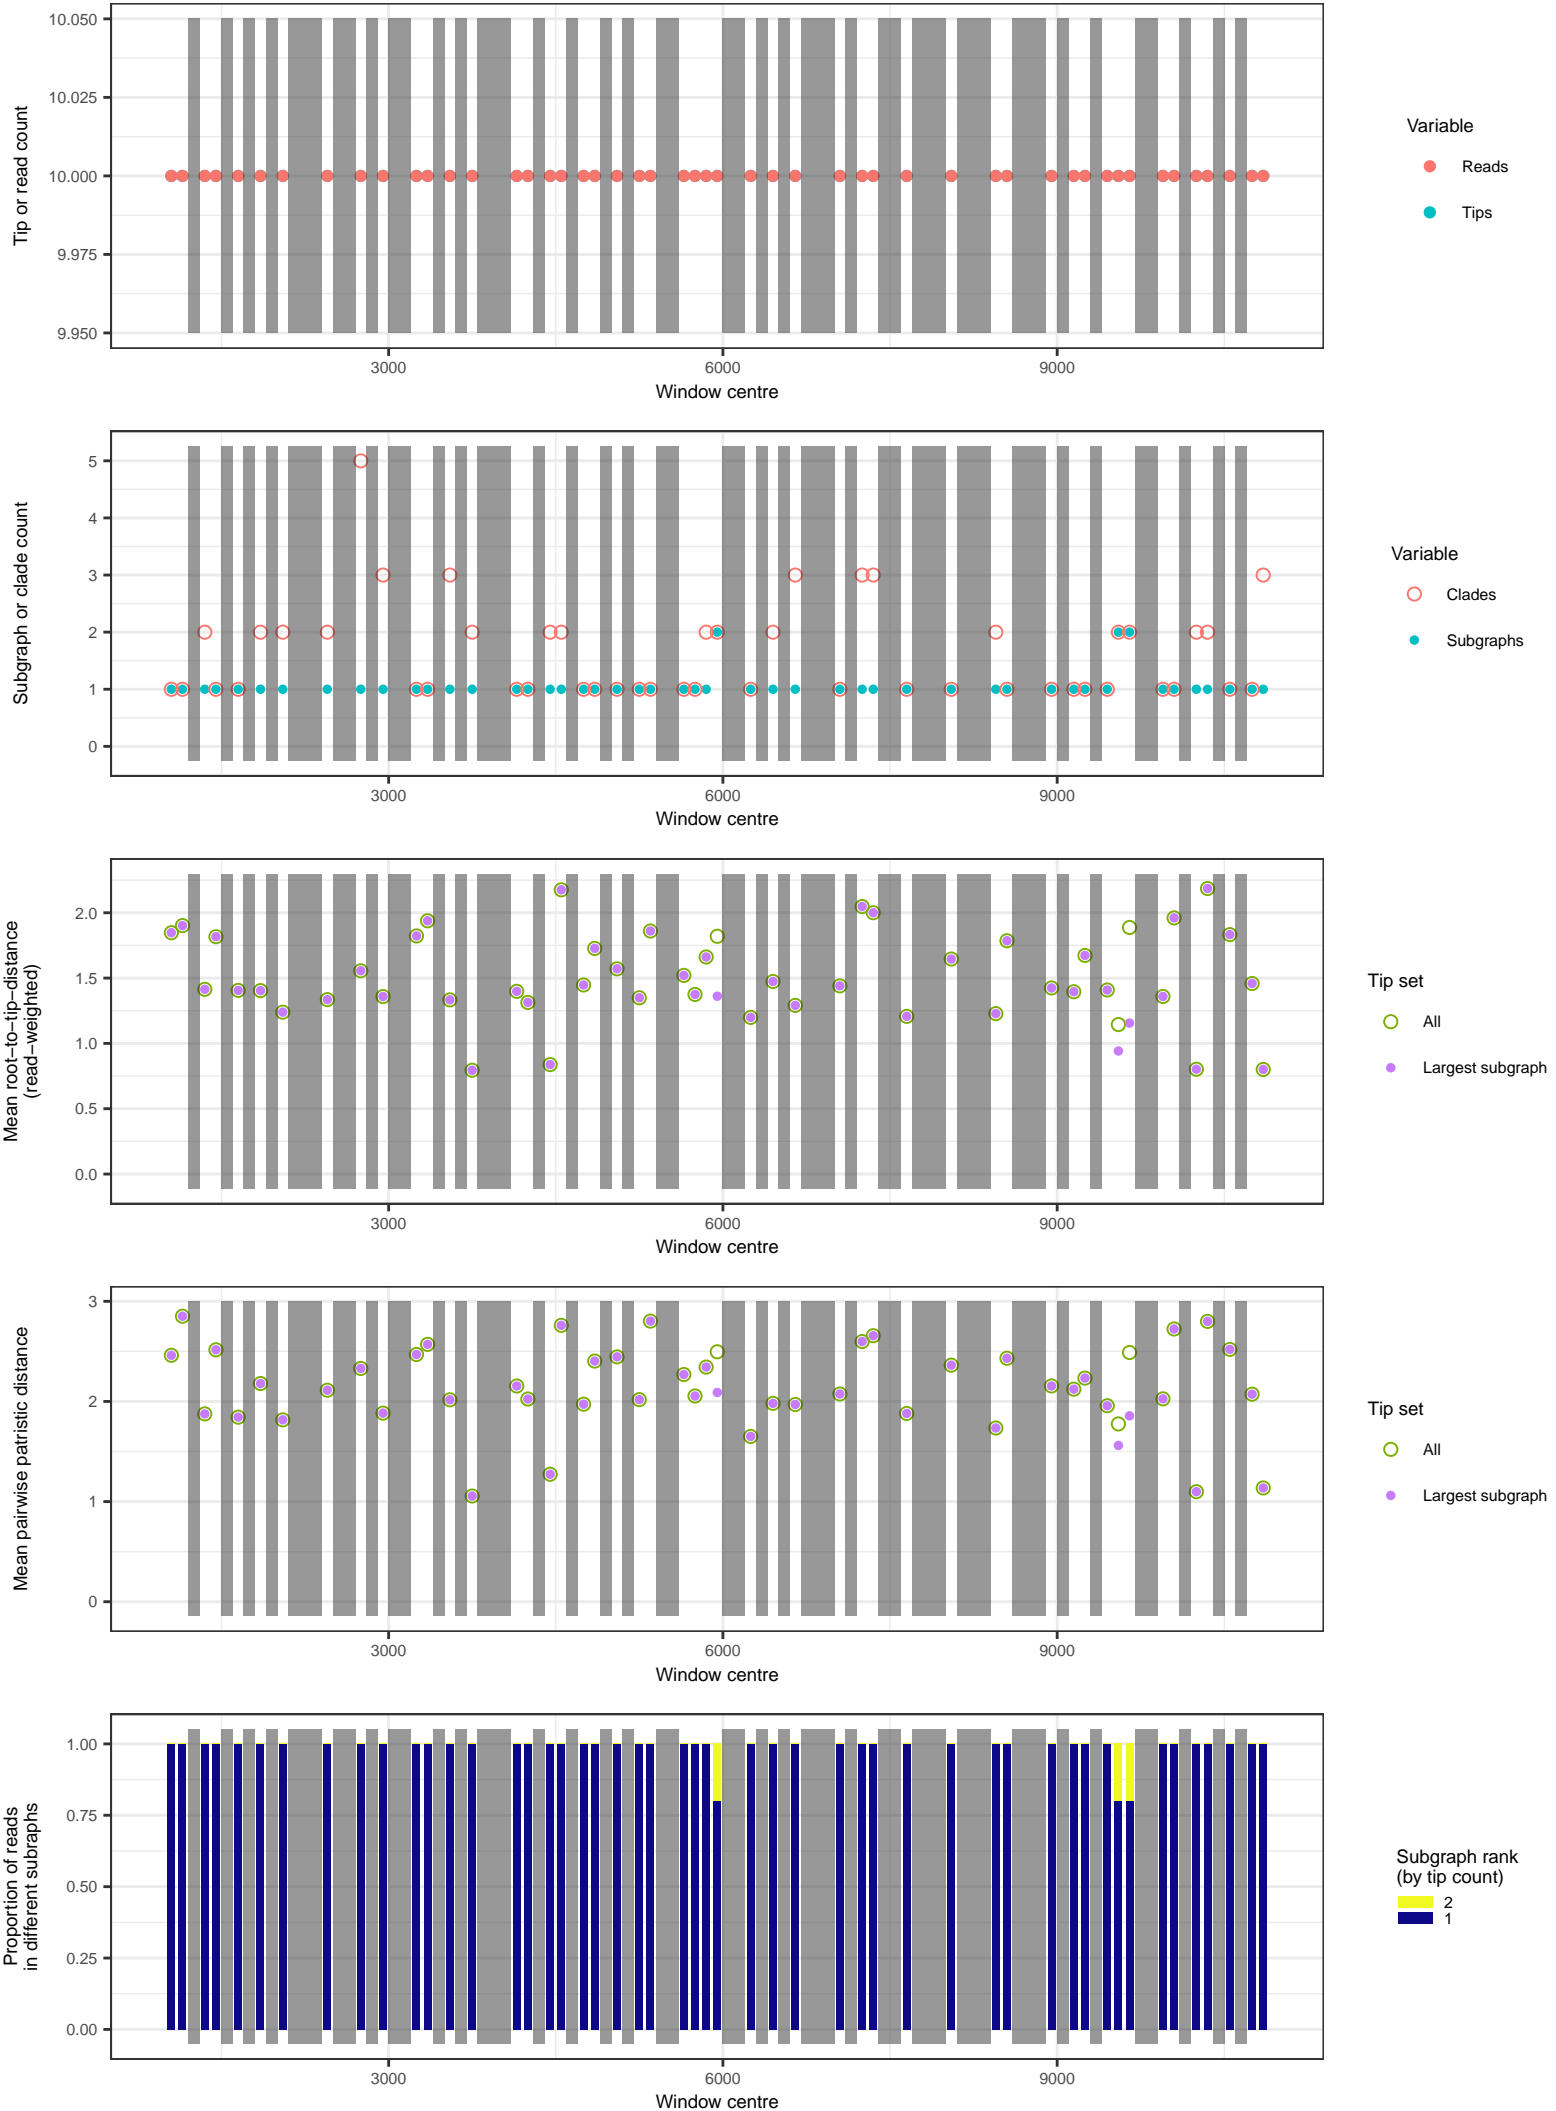 10.050
10.025
10.000
9.975
9.950
Tip or read count
3000
6000
9000
Window centre
Variable
Reads
Tips
5
4
3
2
1
0
Subgraph or clade count
3000
6000
9000
Window centre
Variable
Clades
Subgraphs
2.0
1.5
1.0
0.5
0.0
Mean root−to−tip−distance
(read−weighted)
3000
6000
9000
Window centre
Tip set
All
Largest subgraph
3
2
1
0
Mean pairwise patristic distance
3000
6000
9000
Window centre
Tip set
All
Largest subgraph
1.00
0.75
0.50
0.25
0.00
Proportion of reads
in different subraphs
3000
6000
9000
Window centre
Subgraph rank
(by tip count)
2
1